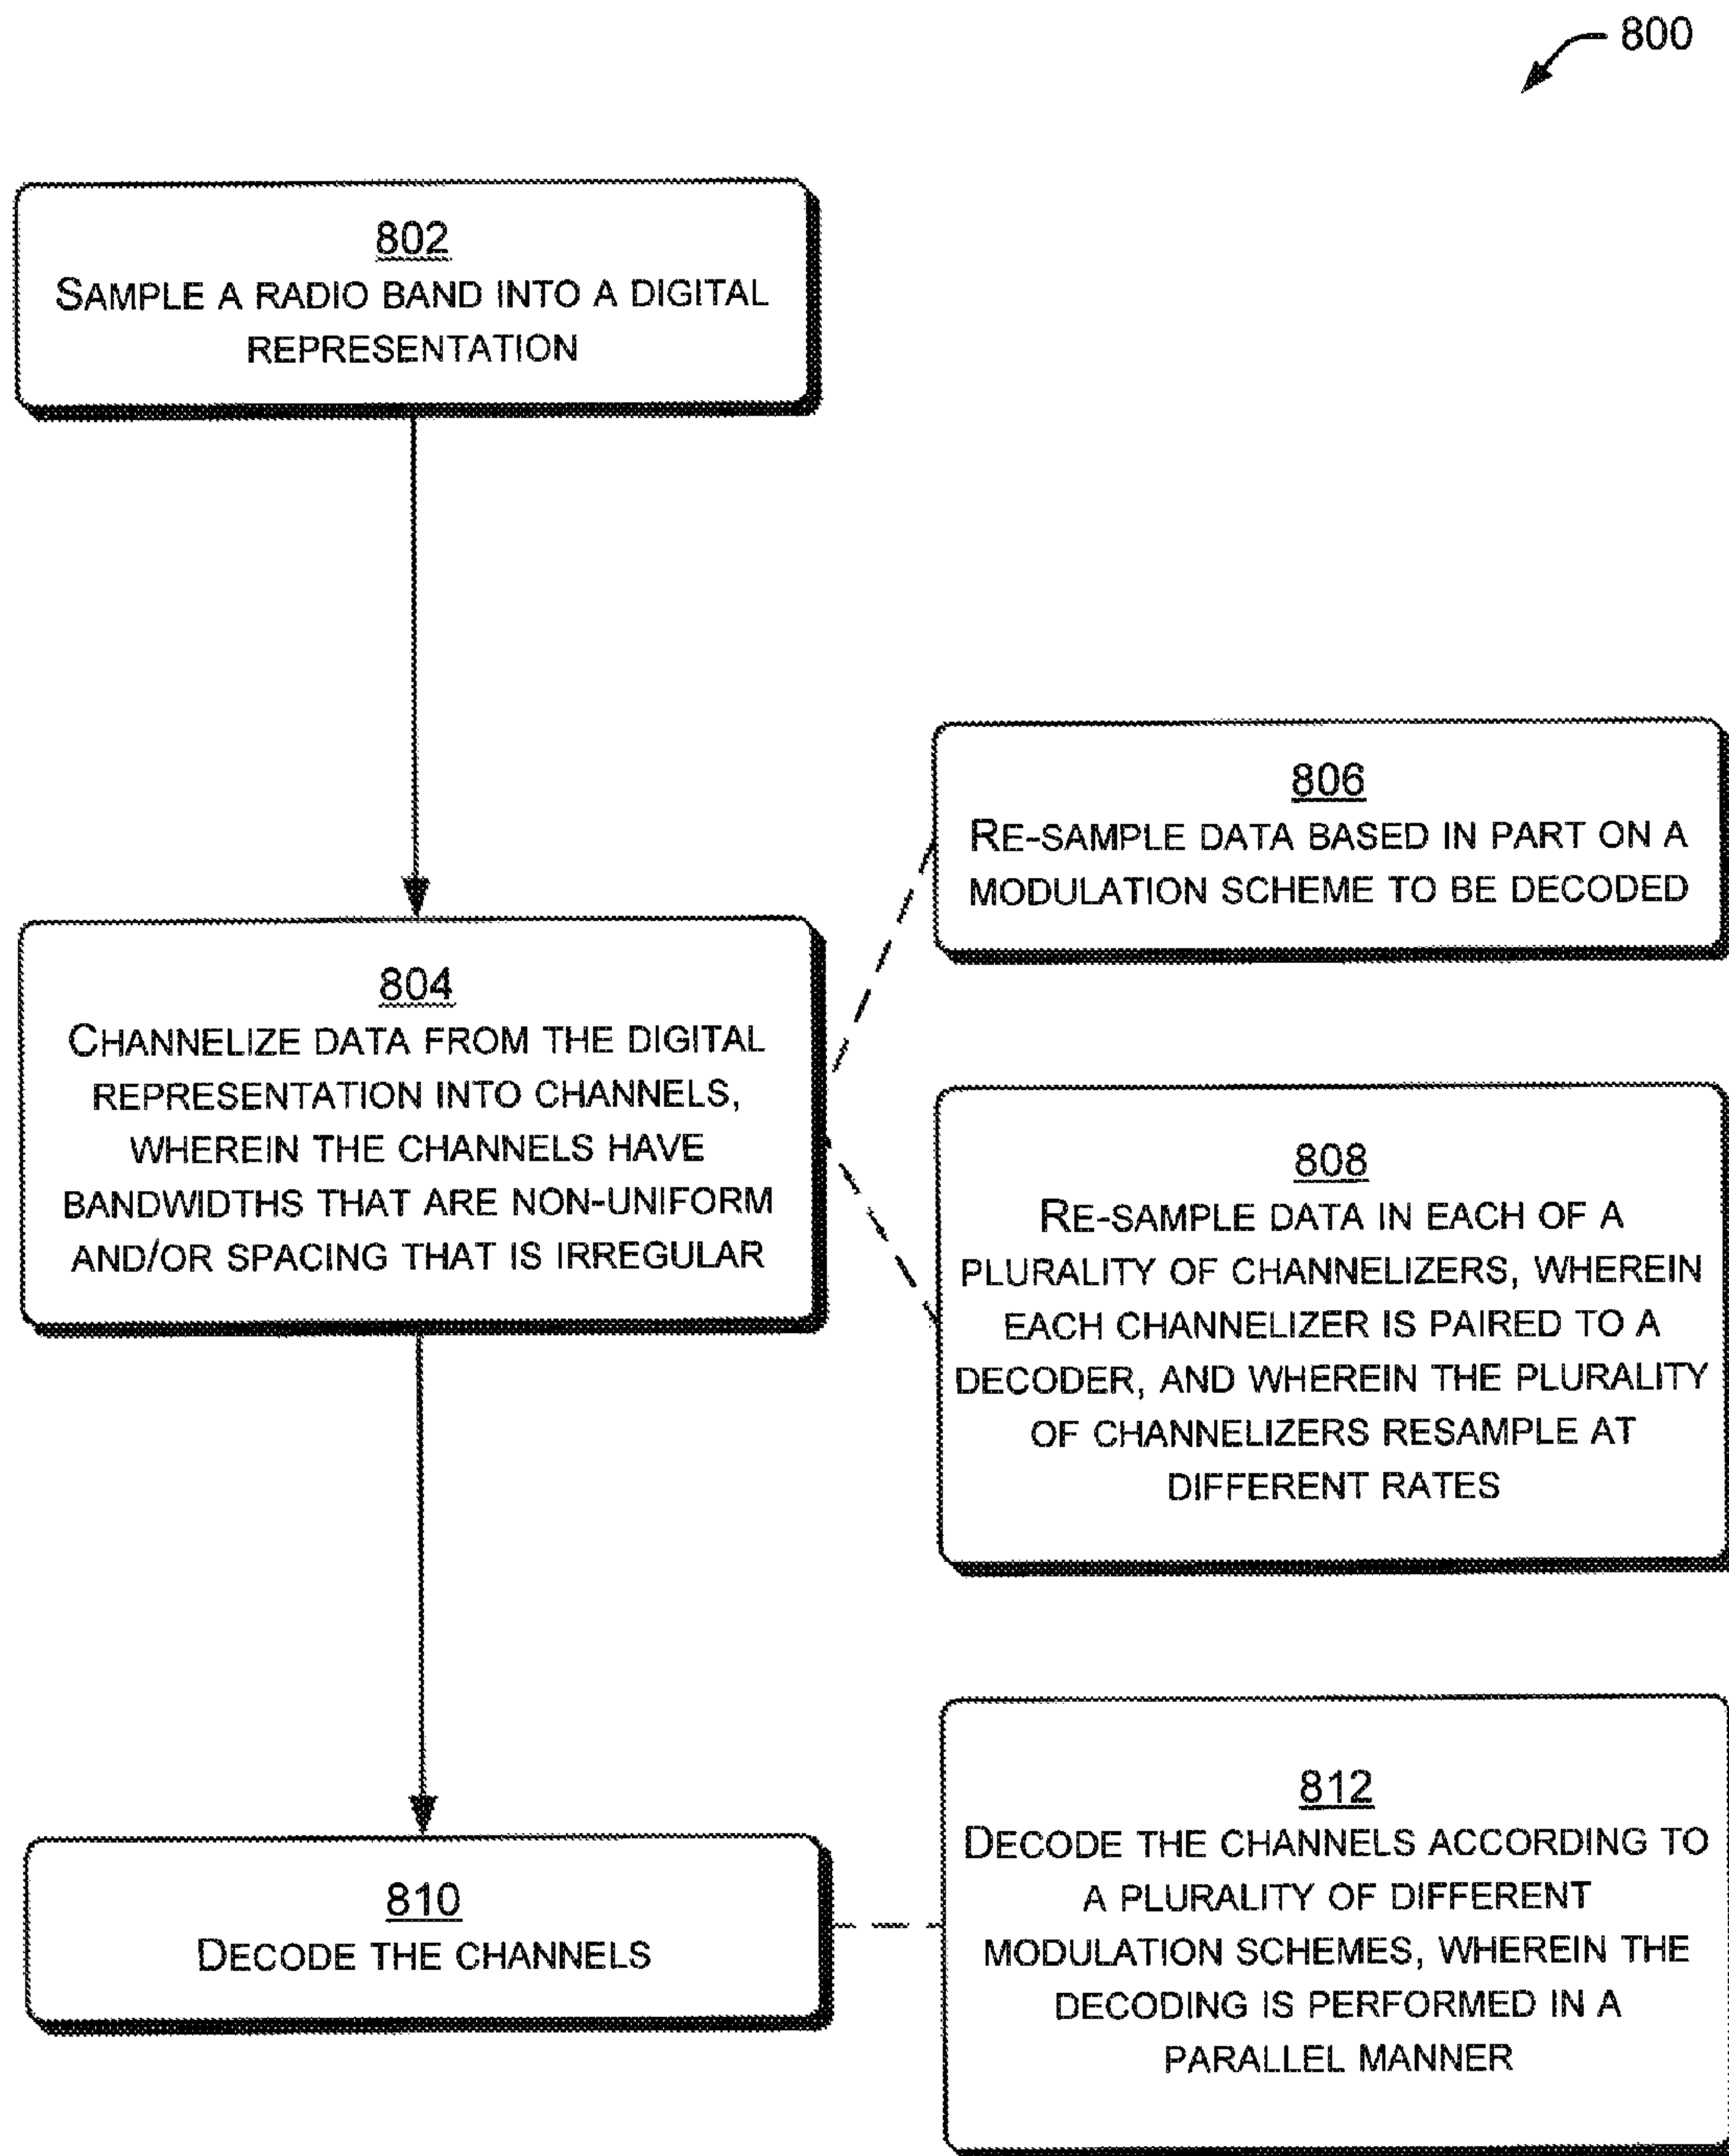 800
802
SAMPLE A RADIO BAND INTO A DIGITAL
REPRESENTATION
804
CHANNELIZE DATA FROM THE DIGITAL
REPRESENTATION INTO CHANNELS,
WHEREIN THE CHANNELS HAVE
BANDWIDTHS THAT ARE NON-UNIFORM
AND/OR SPACING THAT IS IRREGULAR
806
RE-SAMPLE DATA BASED IN PART ON A
MODULATION SCHEME TO BE DECODED
808
RE-SAMPLE DATA IN EACH OF A
PLURALITY OF CHANNELIZERS, WHEREIN
EACH CHANNELIZER IS PAIRED TO A
DECODER, AND WHEREIN THE PLURALITY
OF CHANNELIZERS RESAMPLE AT
DIFFERENT RATES
810
DECODE THE CHANNELS
812
DECODE THE CHANNELS ACCORDING TO
A PLURALITY OF DIFFERENT
MODULATION SCHEMES, WHEREIN THE
DECODING IS PERFORMED IN A
PARALLEL MANNER